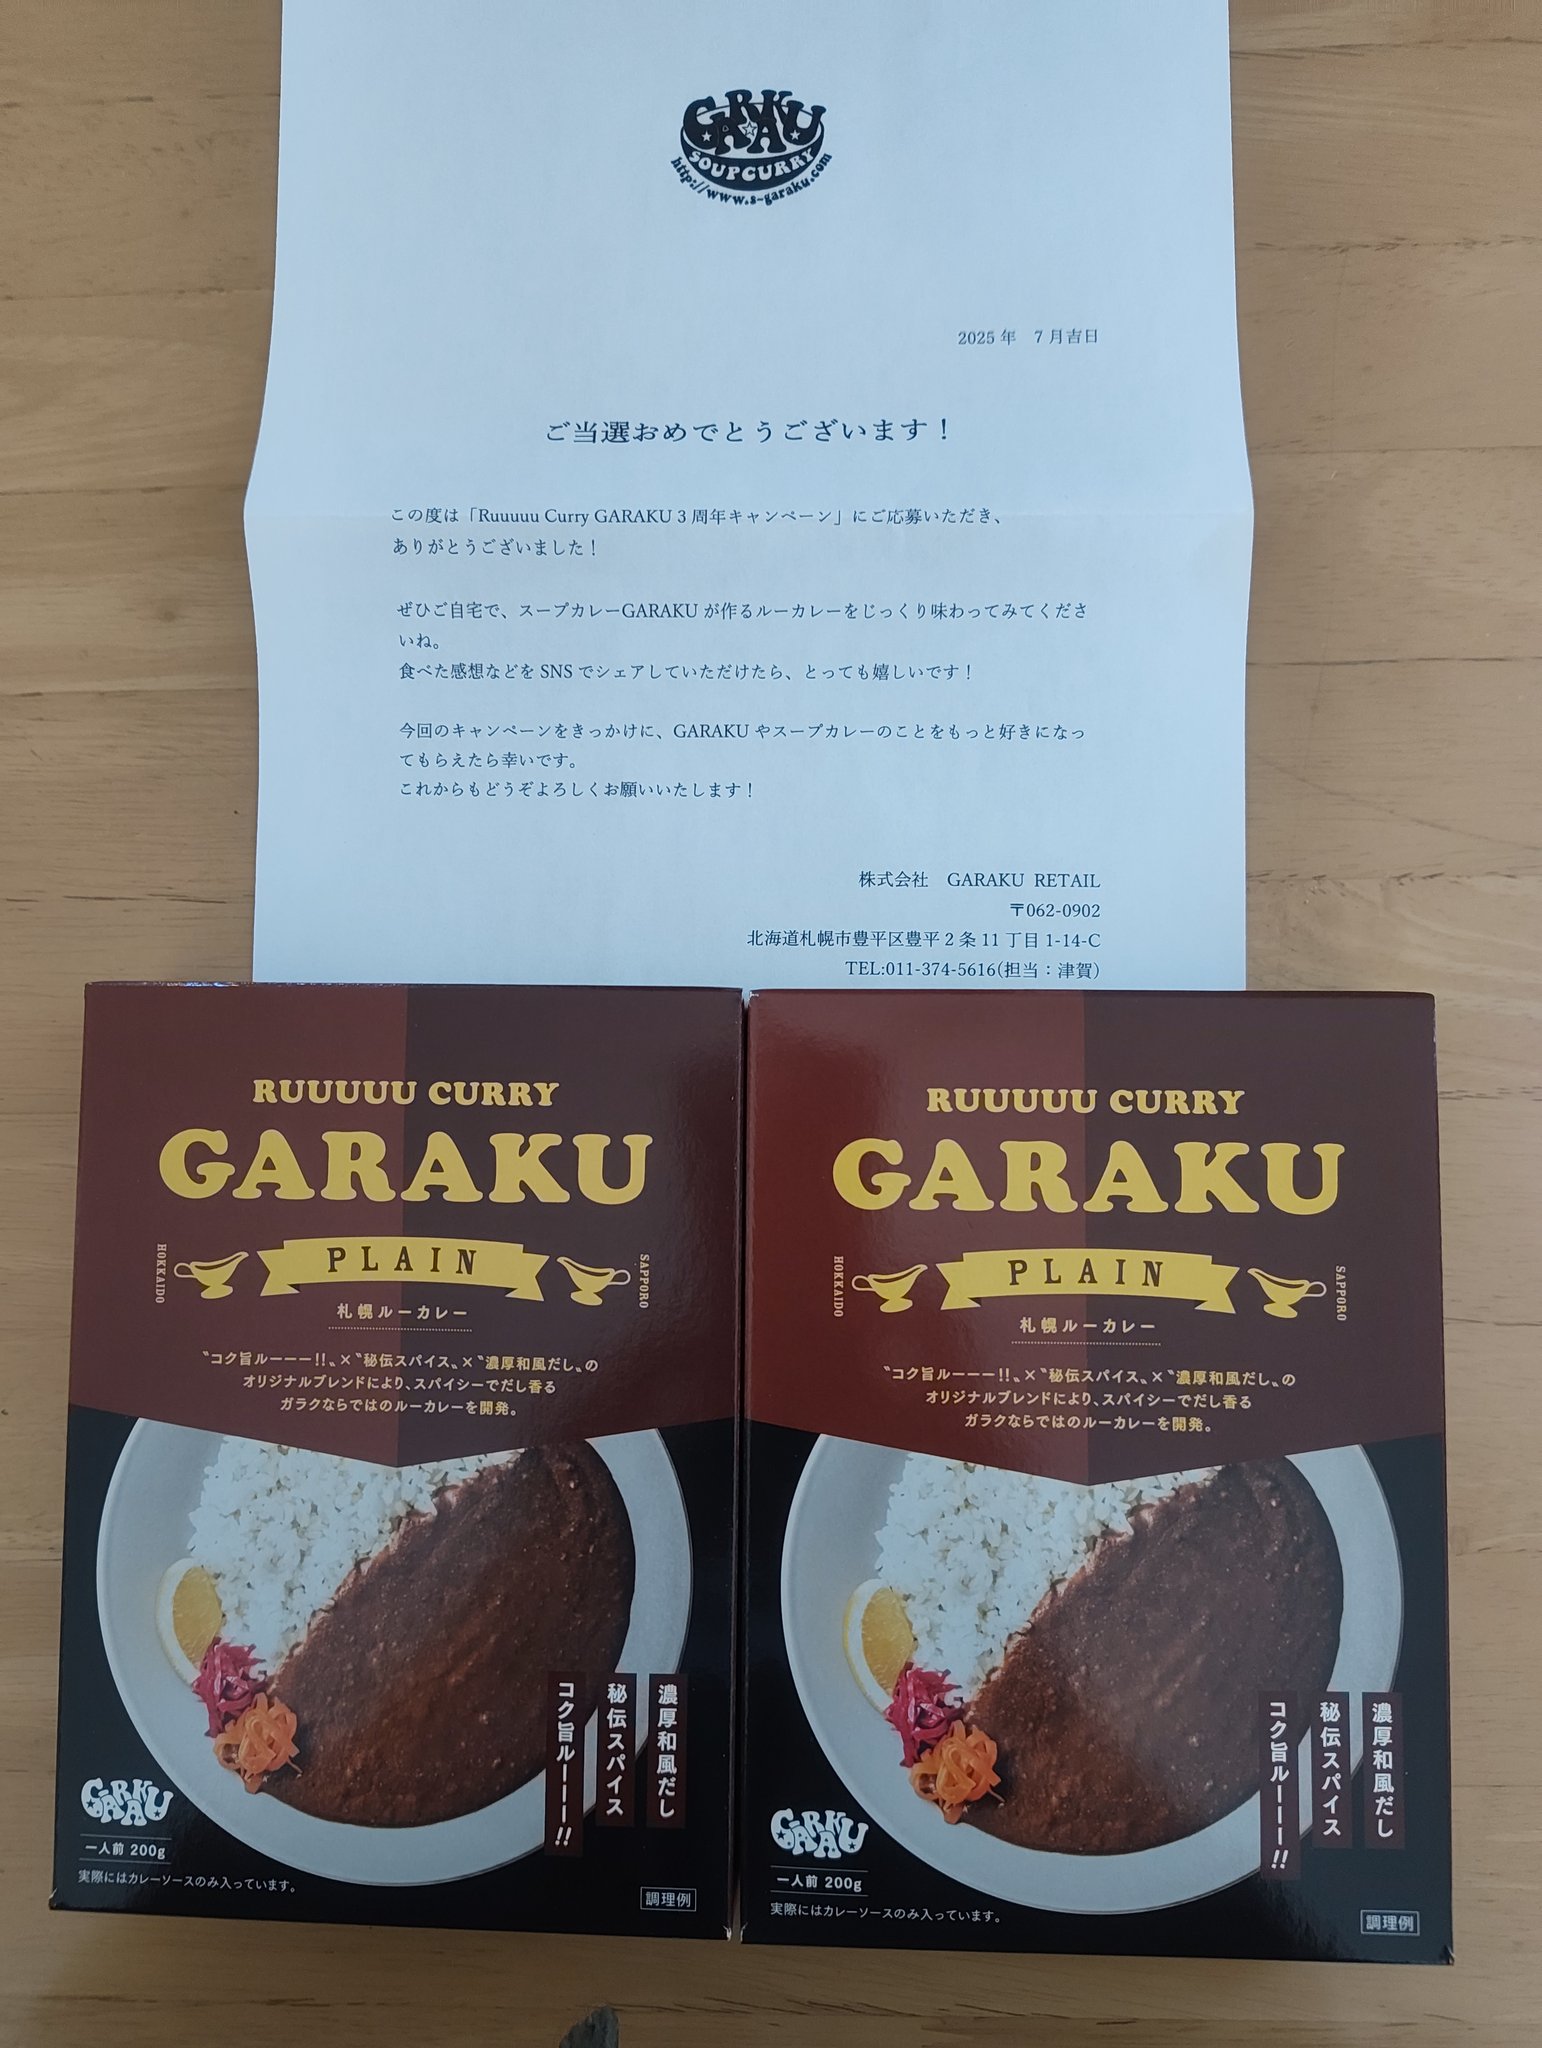 GARAKU
SOUPCURRY
http://www.s-garaku.com
2025年　7月吉日
ご当選おめでとうございます！
この度は「Ruuuuu Curry GARAKU 3 周年キャンペーン」にご応募いただき、
ありがとうございました！
ぜひご自宅で、スープカレーGARAKU が作るルーカレーをじっくり味わってみてくださ
いね。
食べた感想などを SNS でシェアしていただけたら、とっても嬉しいです！
今回のキャンペーンをきっかけに、GARAKU やスープカレーのことをもっと好きになっ
てもらえたら幸いです。
これからもどうぞよろしくお願いいたします！
株式会社　GARAKU RETAIL
〒062-0902
北海道札幌市豊平区豊平 2 条 11 丁目 1-14-C
TEL:011-374-5616(担当：津賀)
RUUUUU CURRY
GARAKU
HOKKAIDO
PLAIN
SAPPORO
札幌ルーカレー
〝コク旨ルーーー!!〟×〝秘伝スパイス〟×〝濃厚和風だし〟の
オリジナルブレンドにより、スパイシーでだし香る
ガラクならではのルーカレーを開発。
濃厚和風だし
秘伝スパイス
コク旨ルーーー!!
GARAKU
一人前 200g
実際にはカレーソースのみ入っています。
調理例
RUUUUU CURRY
GARAKU
HOKKAIDO
PLAIN
SAPPORO
札幌ルーカレー
〝コク旨ルーーー!!〟×〝秘伝スパイス〟×〝濃厚和風だし〟の
オリジナルブレンドにより、スパイシーでだし香る
ガラクならではのルーカレーを開発。
濃厚和風だし
秘伝スパイス
コク旨ルーーー!!
GARAKU
一人前 200g
実際にはカレーソースのみ入っています。
調理例